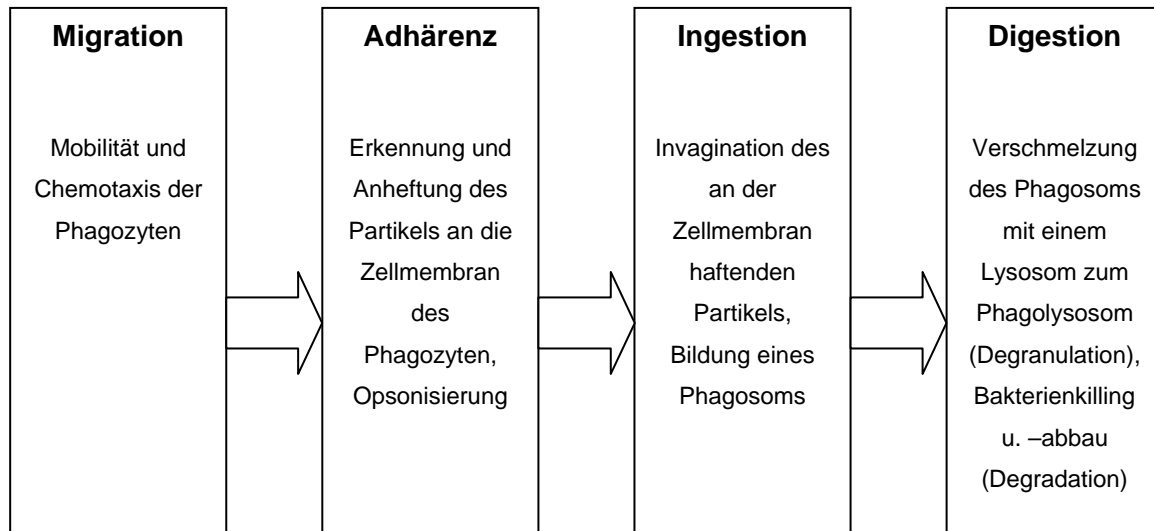 Migration
Mobilität und
Chemotaxis der
Phagozyten
Adhärenz
Erkennung und
Anheftung des
Partikels an die
Zellmembran
des
Phagozyten,
Opsonisierung
Ingestion
Invagination des
an der
Zellmembran
haftenden
Partikels,
Bildung eines
Phagosoms
Digestion
Verschmelzung
des Phagosoms
mit einem
Lysosom zum
Phagolysosom
(Degranulation),
Bakterienkilling
u. –abbau
(Degradation)